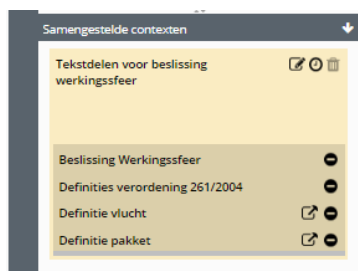 Samengestelde contexten
Tekstdelen voor beslissing
werkingssfeer
Beslissing Werkingssfeer
Definities verordening 261/2004
Definitie vlucht
Definitie pakket